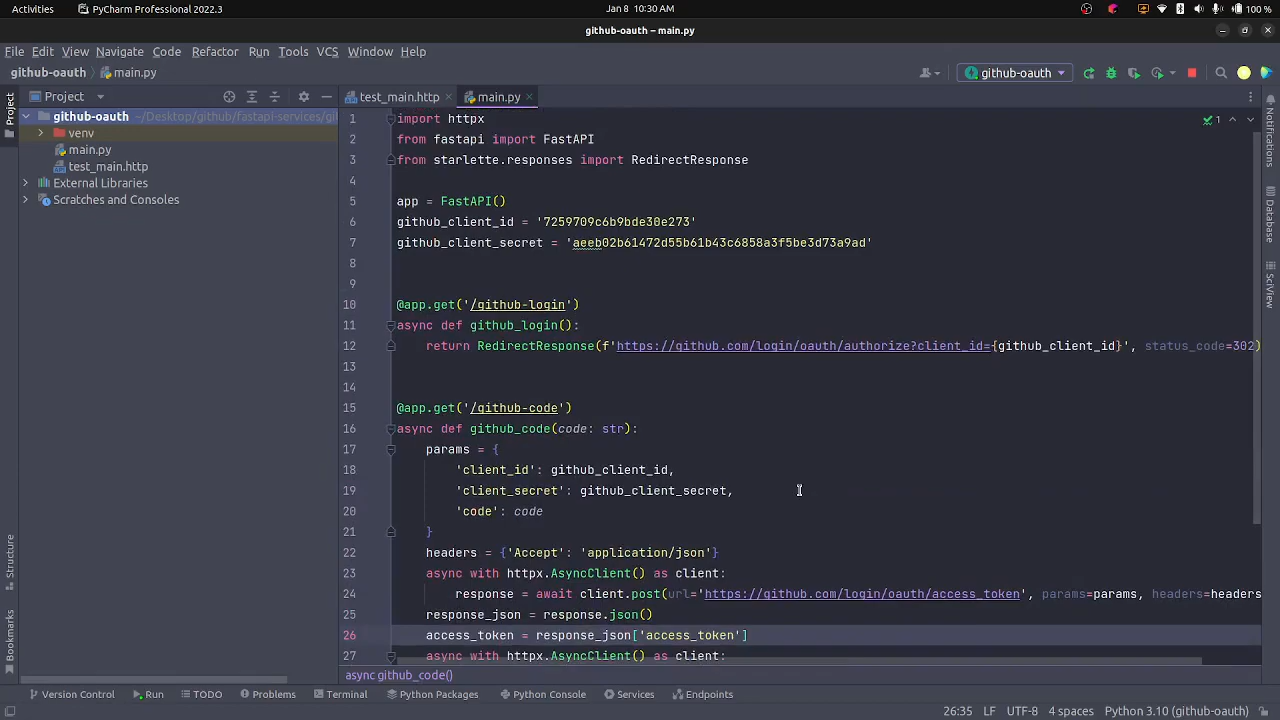 Activities PyCharm Professional 2022.3 Jan 8 10:30 AM 100 %
github-oauth – main.py
File Edit View Navigate Code Refactor Run Tools VCS Window Help
github-oauth main.py github-oauth
Project
Project
Structure
Bookmarks
github-oauth ~/Desktop/github/fastapi-services/gi
venv
main.py
test_main.http
External Libraries
Scratches and Consoles
test_main.http main.py
1 import httpx
2 from fastapi import FastAPI
3 from starlette.responses import RedirectResponse
4
5 app = FastAPI()
6 github_client_id = '7259709c6b9bde30e273'
7 github_client_secret = 'aeeb02b61472d55b61b43c6858a3f5be3d73a9ad'
8
9
10 @app.get('/github-login')
11 async def github_login():
12 return RedirectResponse(f'https://github.com/login/oauth/authorize?client_id={github_client_id}', status_code=302)
13
14
15 @app.get('/github-code')
16 async def github_code(code: str):
17 params = {
18 'client_id': github_client_id,
19 'client_secret': github_client_secret,
20 'code': code
21 }
22 headers = {'Accept': 'application/json'}
23 async with httpx.AsyncClient() as client:
24 response = await client.post(url='https://github.com/login/oauth/access_token', params=params, headers=headers
25 response_json = response.json()
26 access_token = response_json['access_token']
27 async with httpx.AsyncClient() as client:
1
Notifications
Database
SciView
async github_code()
Version Control Run TODO Problems Terminal Python Packages Python Console Services Endpoints
26:35 LF UTF-8 4 spaces Python 3.10 (github-oauth)